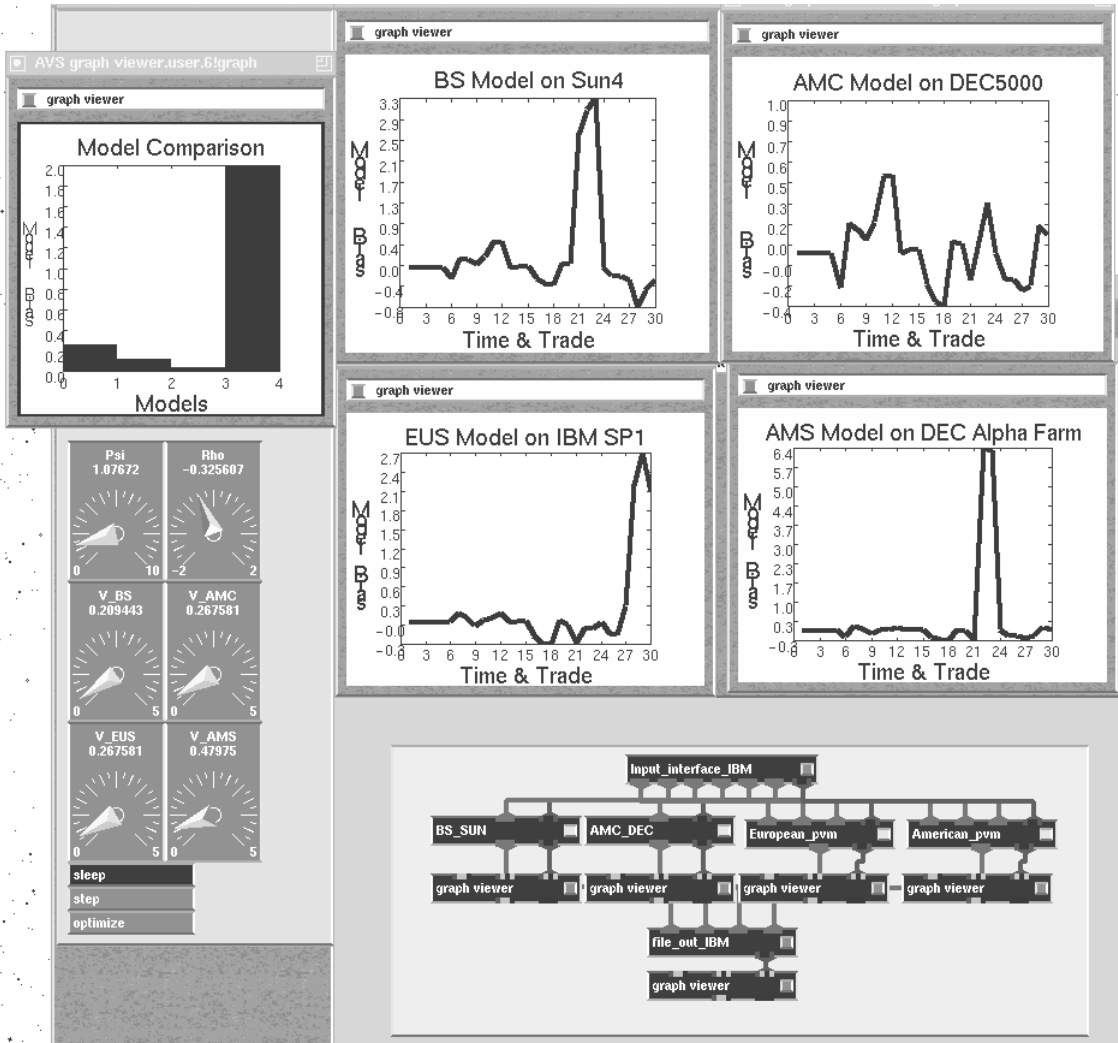 AVS graph viewer.user.6!graph
graph viewer
Model Comparison
2.0
1.8
1.6
1.4
1.2
1.0
0.8
0.6
0.4
0.2
0.0
0 1 2 3 4
Model Bias
Models
graph viewer
BS Model on Sun4
3.3
2.9
2.5
2.1
1.7
1.3
0.9
0.4
0.0
-0.4
-0.8
3 6 9 12 15 18 21 24 27 30
Model Bias
Time & Trade
graph viewer
AMC Model on DEC5000
1.0
0.9
0.7
0.6
0.5
0.3
0.2
0.0
-0.1
-0.2
-0.4
3 6 9 12 15 18 21 24 27 30
Model Bias
Time & Trade
graph viewer
EUS Model on IBM SP1
2.7
2.4
2.1
1.8
1.5
1.2
0.9
0.6
0.3
-0.0
3 6 9 12 15 18 21 24 27 30
Model Bias
Time & Trade
graph viewer
AMS Model on DEC Alpha Farm
6.4
5.7
5.0
4.4
3.7
3.0
2.3
1.7
1.0
0.3
3 6 9 12 15 18 21 24 27 30
Model Bias
Time & Trade
Psi
1.07672
0 10
Rho
-0.325607
-2 2
V_BS
0.209443
0 5
V_AMC
0.267581
0 5
V_EUS
0.267581
0 5
V_AMS
0.47975
0 5
sleep
step
optimize
Input_interface_IBM
BS_SUN
AMC_DEC
European_pvm
American_pvm
graph viewer
graph viewer
graph viewer
graph viewer
file_out_IBM
graph viewer